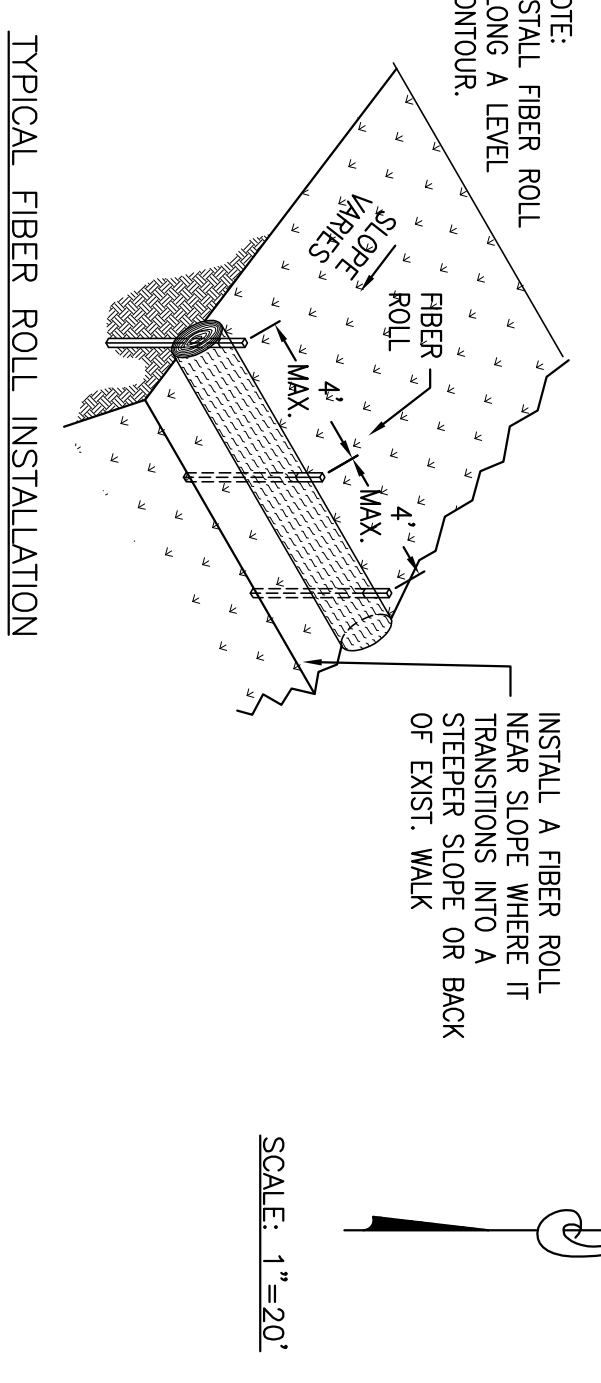 OTE:
STALL FIBER ROLL
LONG A LEVEL
ONTOUR.
SLOPE
VARIES
FIBER
ROLL
4'
MAX.
4'
MAX.
INSTALL A FIBER ROLL
NEAR SLOPE WHERE IT
TRANSITIONS INTO A
STEEPER SLOPE OR BACK
OF EXIST. WALK
TYPICAL FIBER ROLL INSTALLATION
SCALE: 1"=20'